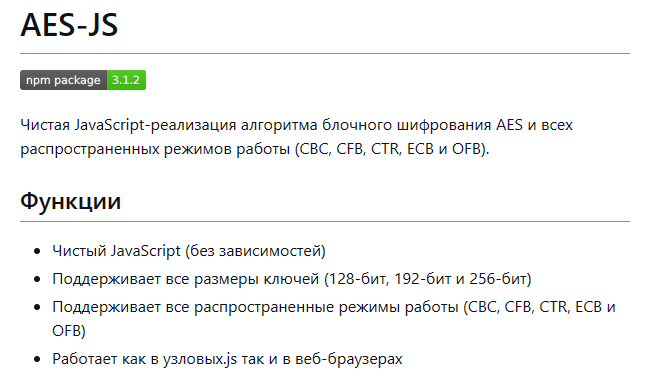 AES-JS
npm package 3.1.2
Чистая JavaScript-реализация алгоритма блочного шифрования AES и всех
распространенных режимов работы (CBC, CFB, CTR, ECB и OFB).
Функции
• Чистый JavaScript (без зависимостей)
• Поддерживает все размеры ключей (128-бит, 192-бит и 256-бит)
• Поддерживает все распространенные режимы работы (CBC, CFB, CTR, ECB и
OFB)
• Работает как в узловых.js так и в веб-браузерах